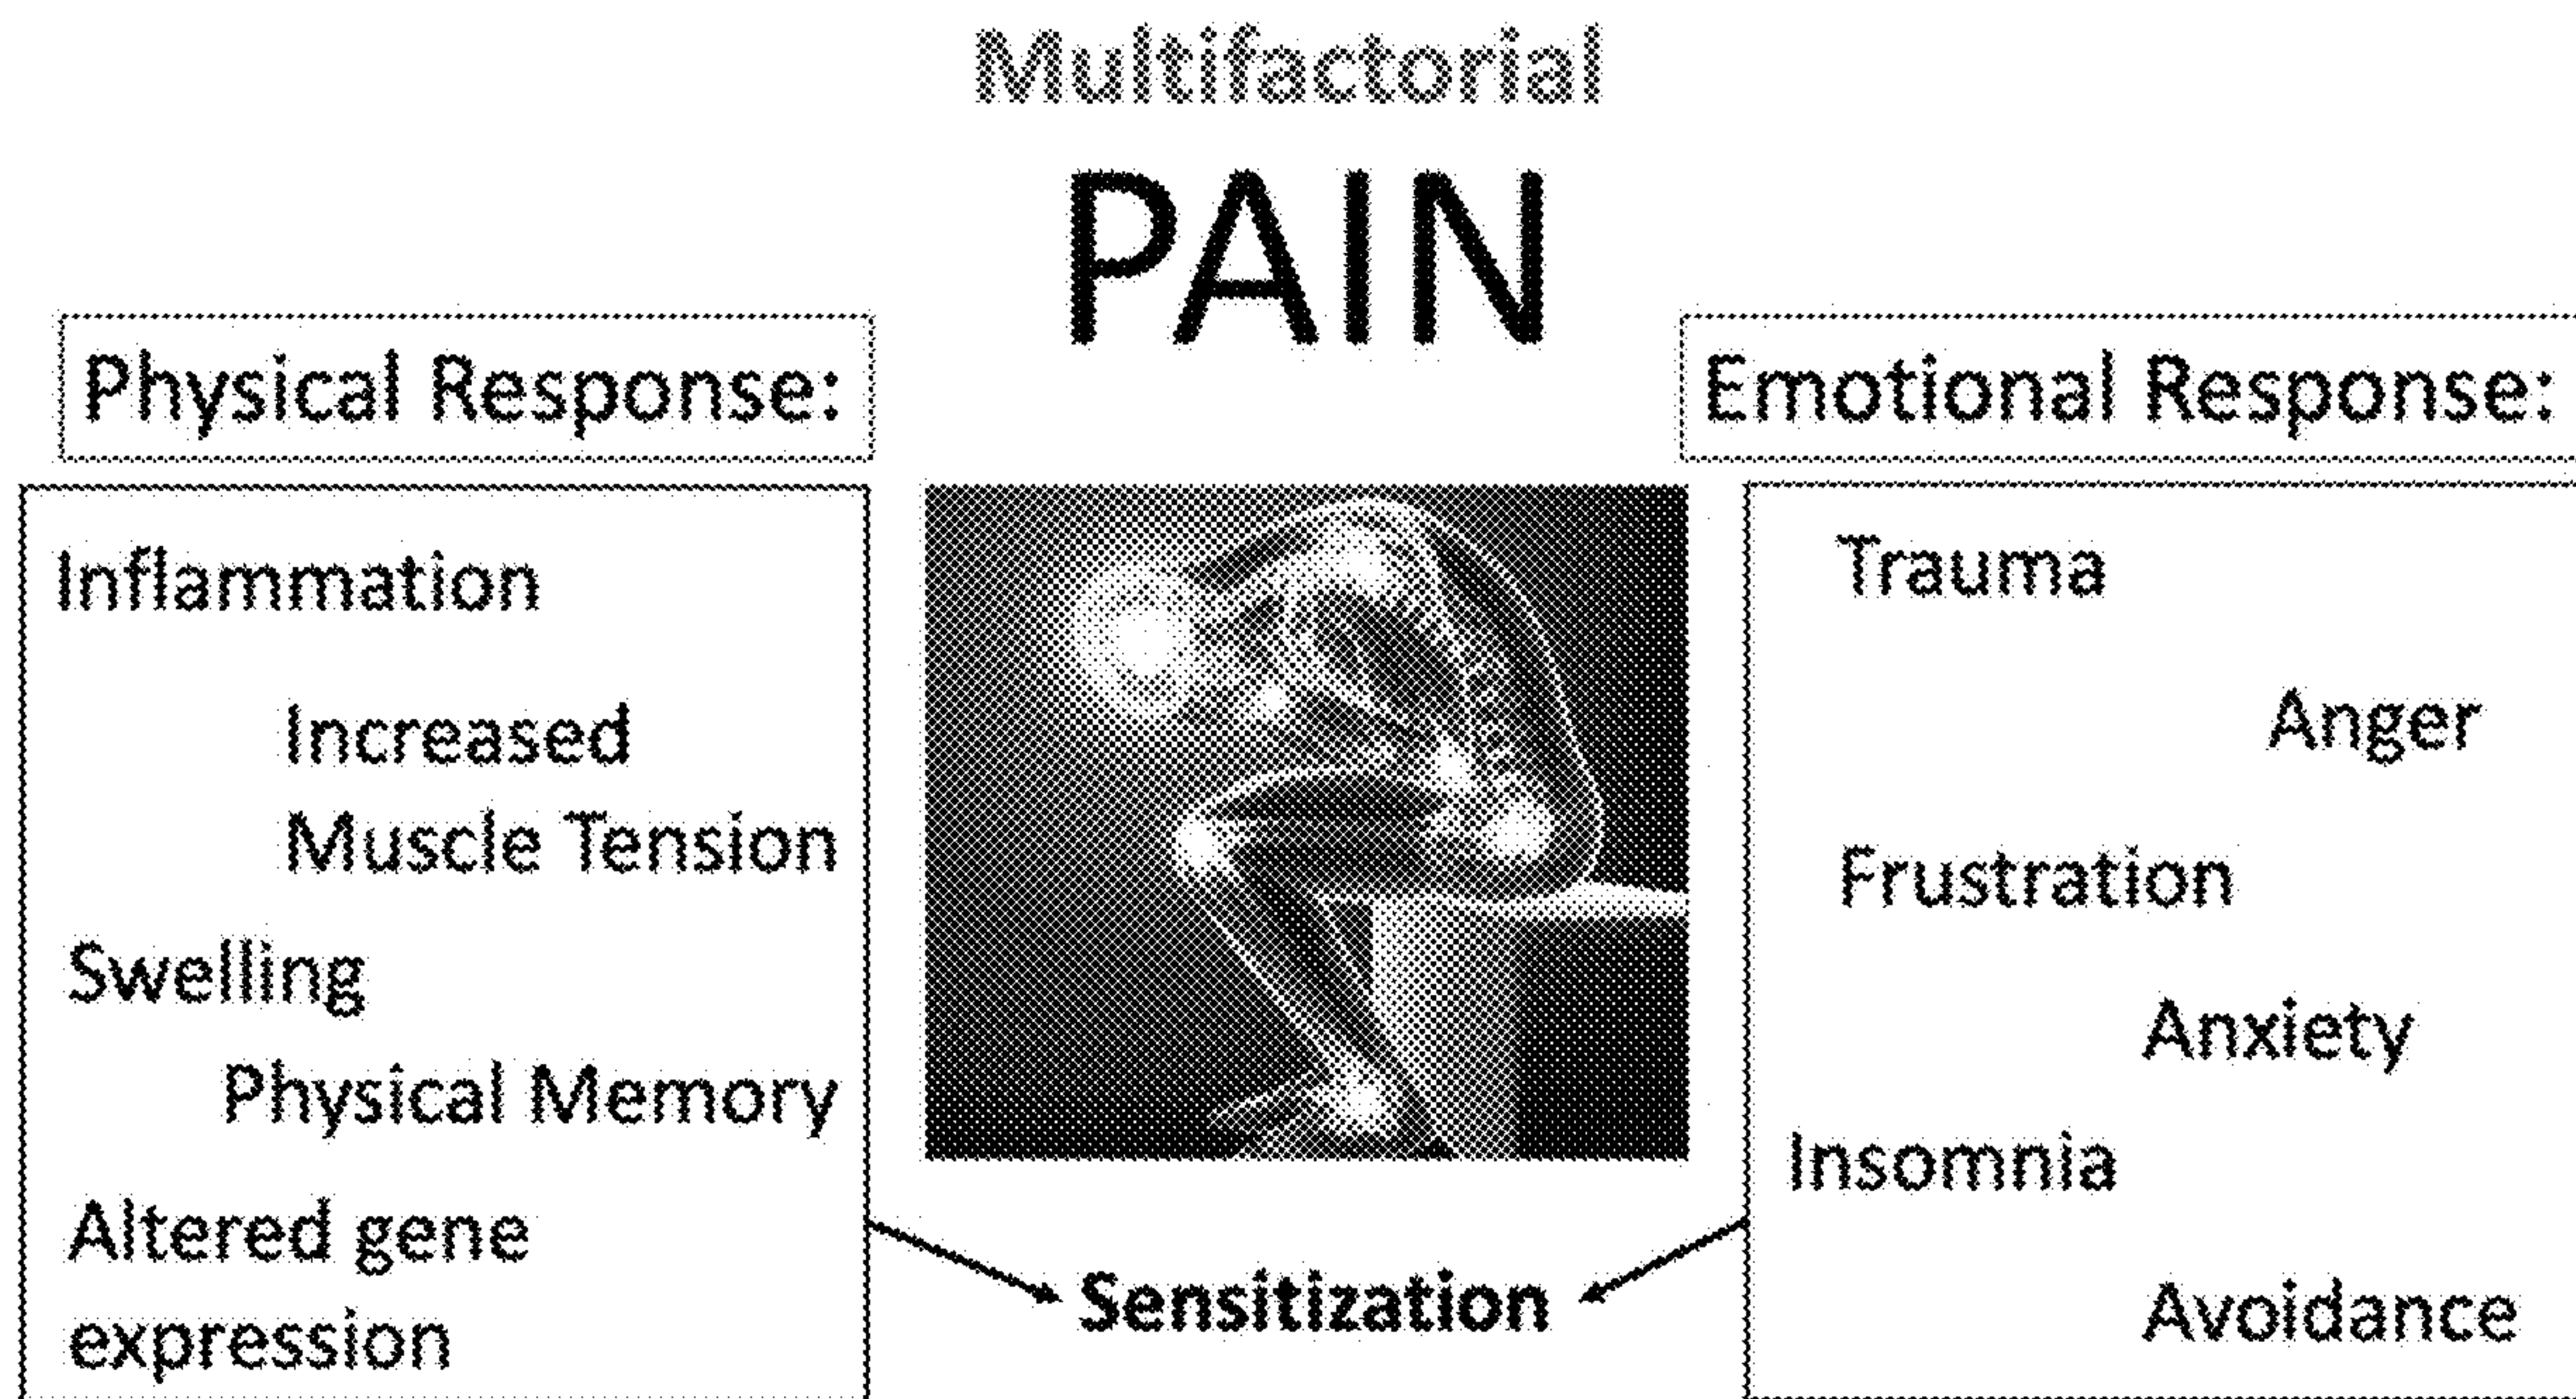 Multifactorial
PAIN
Physical Response:
Inflammation
Increased
Muscle Tension
Swelling
Physical Memory
Altered gene
expression
Emotional Response:
Trauma
Anger
Frustration
Anxiety
Insomnia
Avoidance
Sensitization